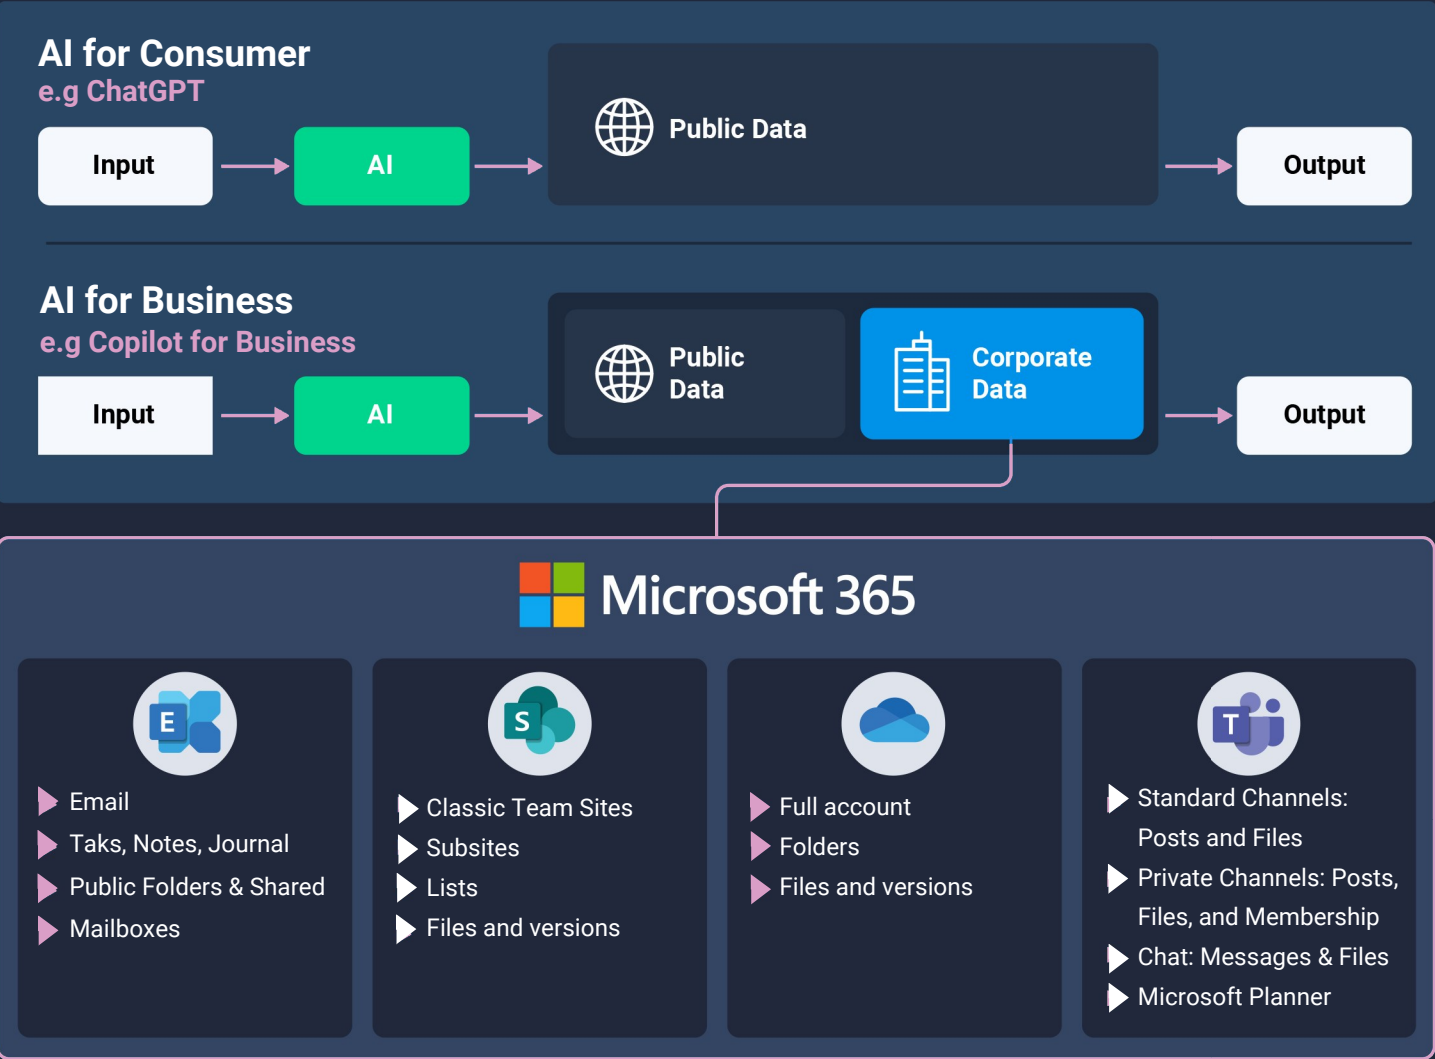 AI for Consumer
e.g ChatGPT
Input
AI
Public Data
Output
AI for Business
e.g Copilot for Business
Input
AI
Public
Data
Corporate
Data
Output
Microsoft 365
E
Email
Taks, Notes, Journal
Public Folders & Shared
Mailboxes
S
Classic Team Sites
Subsites
Lists
Files and versions
Full account
Folders
Files and versions
T
Standard Channels:
Posts and Files
Private Channels: Posts,
Files, and Membership
Chat: Messages & Files
Microsoft Planner